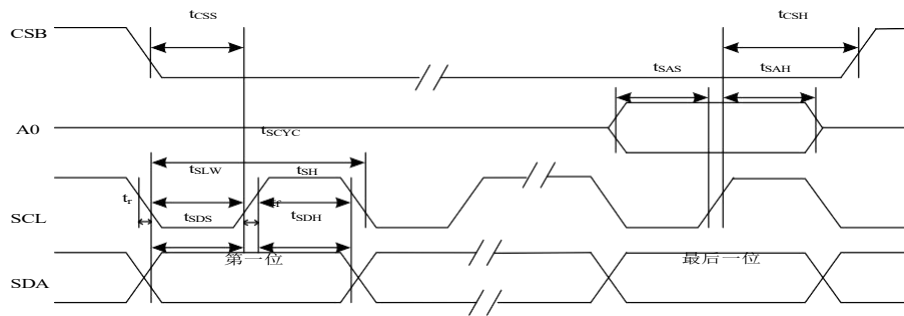 tCSS
tCSH
CSB
tSAS
tSAH
A0
tSCYC
tSLW
tSH
tr
tf
SCL
tSDS
tSDH
第一位
最后一位
SDA